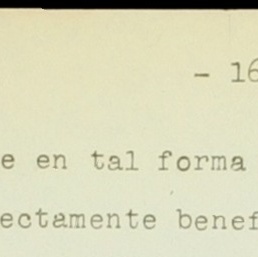 - 16
e en tal forma
ectamente benef